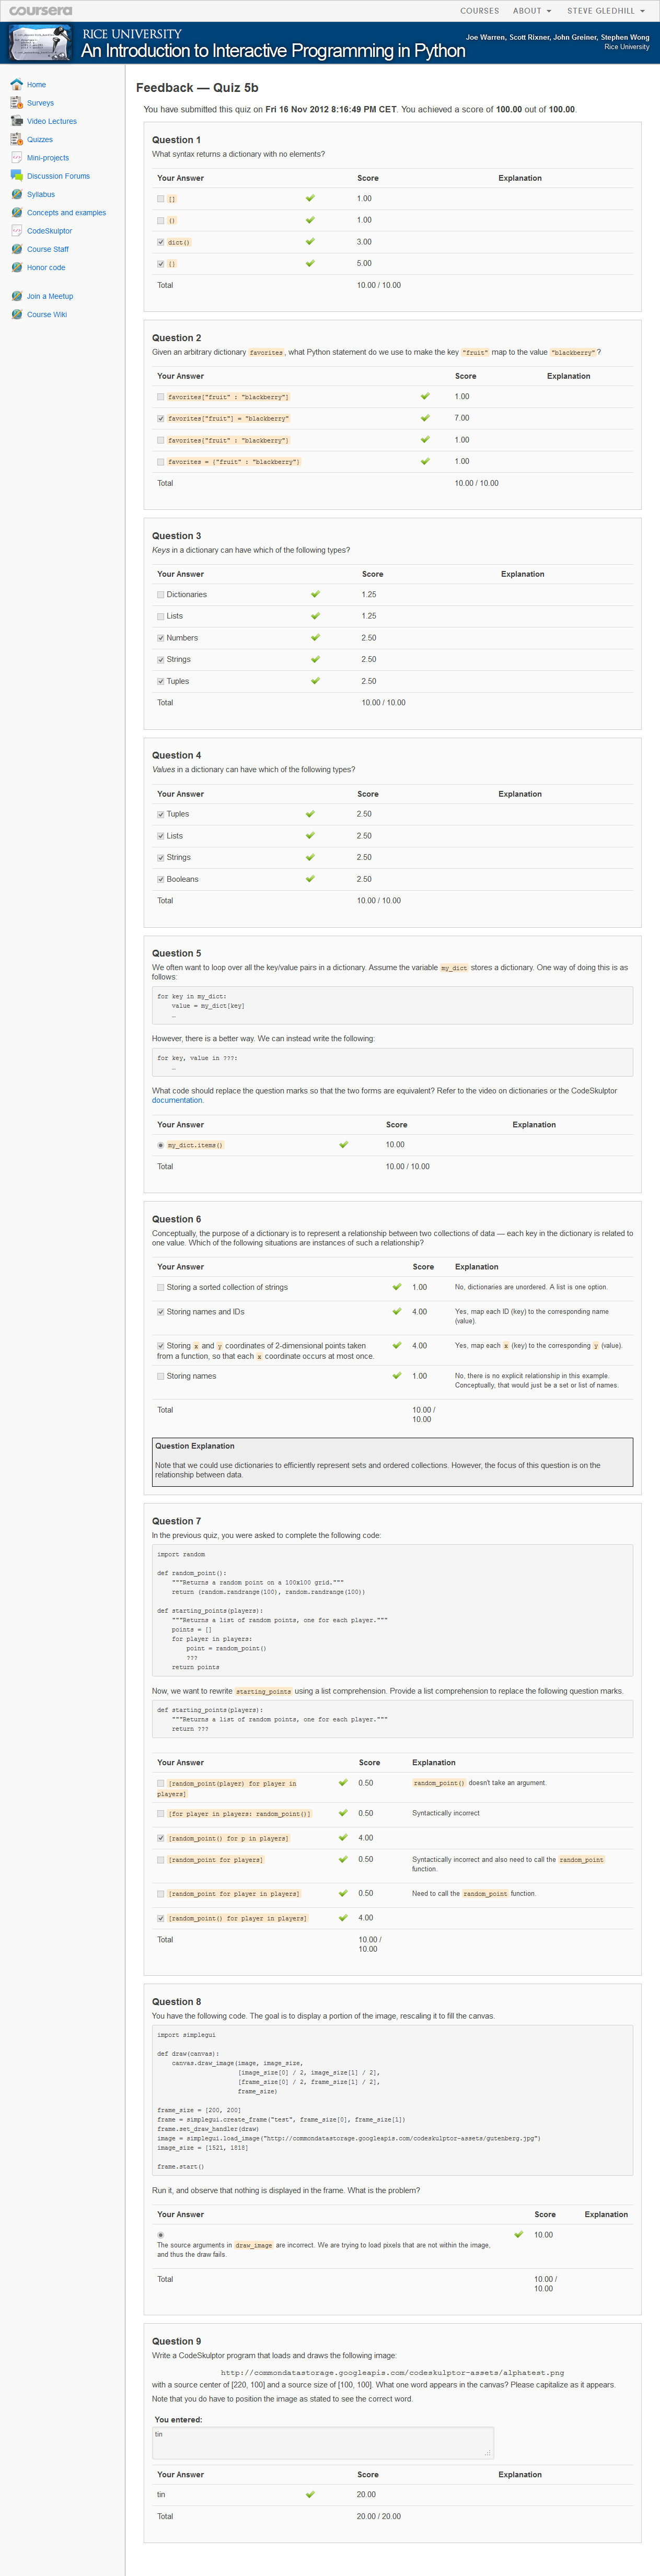 coursera
COURSES ABOUT STEVE GLEDHILL
RICE UNIVERSITY
An Introduction to Interactive Programming in Python
Joe Warren, Scott Rixner, John Greiner, Stephen Wong
Rice University
Home
Surveys
Video Lectures
Quizzes
Mini-projects
Discussion Forums
Syllabus
Concepts and examples
CodeSkulptor
Course Staff
Honor code
Join a Meetup
Course Wiki
Feedback — Quiz 5b
You have submitted this quiz on Fri 16 Nov 2012 8:16:49 PM CET. You achieved a score of 100.00 out of 100.00.
Question 1
What syntax returns a dictionary with no elements?
Your Answer Score Explanation
[] 1.00
() 1.00
dict() 3.00
{} 5.00
Total 10.00 / 10.00
Question 2
Given an arbitrary dictionary favorites, what Python statement do we use to make the key "fruit" map to the value "blackberry"?
Your Answer Score Explanation
favorites["fruit" : "blackberry"] 1.00
favorites["fruit"] = "blackberry" 7.00
favorites{"fruit" : "blackberry"} 1.00
favorites = {"fruit" : "blackberry"} 1.00
Total 10.00 / 10.00
Question 3
Keys in a dictionary can have which of the following types?
Your Answer Score Explanation
Dictionaries 1.25
Lists 1.25
Numbers 2.50
Strings 2.50
Tuples 2.50
Total 10.00 / 10.00
Question 4
Values in a dictionary can have which of the following types?
Your Answer Score Explanation
Tuples 2.50
Lists 2.50
Strings 2.50
Booleans 2.50
Total 10.00 / 10.00
Question 5
We often want to loop over all the key/value pairs in a dictionary. Assume the variable my_dict stores a dictionary. One way of doing this is as
follows:
for key in my_dict:
value = my_dict[key]
…
However, there is a better way. We can instead write the following:
for key, value in ???:
…
What code should replace the question marks so that the two forms are equivalent? Refer to the video on dictionaries or the CodeSkulptor
documentation.
Your Answer Score Explanation
my_dict.items() 10.00
Total 10.00 / 10.00
Question 6
Conceptually, the purpose of a dictionary is to represent a relationship between two collections of data — each key in the dictionary is related to
one value. Which of the following situations are instances of such a relationship?
Your Answer Score Explanation
Storing a sorted collection of strings 1.00 No, dictionaries are unordered. A list is one option.
Storing names and IDs 4.00 Yes, map each ID (key) to the corresponding name
(value).
Storing x and y coordinates of 2-dimensional points taken 4.00 Yes, map each x (key) to the corresponding y (value).
from a function, so that each x coordinate occurs at most once.
Storing names 1.00 No, there is no explicit relationship in this example.
Conceptually, that would just be a set or list of names.
Total 10.00 /
10.00
Question Explanation
Note that we could use dictionaries to efficiently represent sets and ordered collections. However, the focus of this question is on the
relationship between data.
Question 7
In the previous quiz, you were asked to complete the following code:
import random
def random_point():
"""Returns a random point on a 100x100 grid."""
return (random.randrange(100), random.randrange(100))
def starting_points(players):
"""Returns a list of random points, one for each player."""
points = []
for player in players:
point = random_point()
???
return points
Now, we want to rewrite starting_points using a list comprehension. Provide a list comprehension to replace the following question marks.
def starting_points(players):
"""Returns a list of random points, one for each player."""
return ???
Your Answer Score Explanation
[random_point(player) for player in 0.50 random_point() doesn't take an argument.
players]
[for player in players: random_point()] 0.50 Syntactically incorrect
[random_point() for p in players] 4.00
[random_point for players] 0.50 Syntactically incorrect and also need to call the random_point
function.
[random_point for player in players] 0.50 Need to call the random_point function.
[random_point() for player in players] 4.00
Total 10.00 /
10.00
Question 8
You have the following code. The goal is to display a portion of the image, rescaling it to fill the canvas.
import simplegui
def draw(canvas):
canvas.draw_image(image, image_size,
[image_size[0] / 2, image_size[1] / 2],
[frame_size[0] / 2, frame_size[1] / 2],
frame_size)
frame_size = [200, 200]
frame = simplegui.create_frame("test", frame_size[0], frame_size[1])
frame.set_draw_handler(draw)
image = simplegui.load_image("http://commondatastorage.googleapis.com/codeskulptor-assets/gutenberg.jpg")
image_size = [1521, 1818]
frame.start()
Run it, and observe that nothing is displayed in the frame. What is the problem?
Your Answer Score Explanation
10.00
The source arguments in draw_image are incorrect. We are trying to load pixels that are not within the image,
and thus the draw fails.
Total 10.00 /
10.00
Question 9
Write a CodeSkulptor program that loads and draws the following image:
http://commondatastorage.googleapis.com/codeskulptor-assets/alphatest.png
with a source center of [220, 100] and a source size of [100, 100]. What one word appears in the canvas? Please capitalize as it appears.
Note that you do have to position the image as stated to see the correct word.
You entered:
tin
Your Answer Score Explanation
tin 20.00
Total 20.00 / 20.00